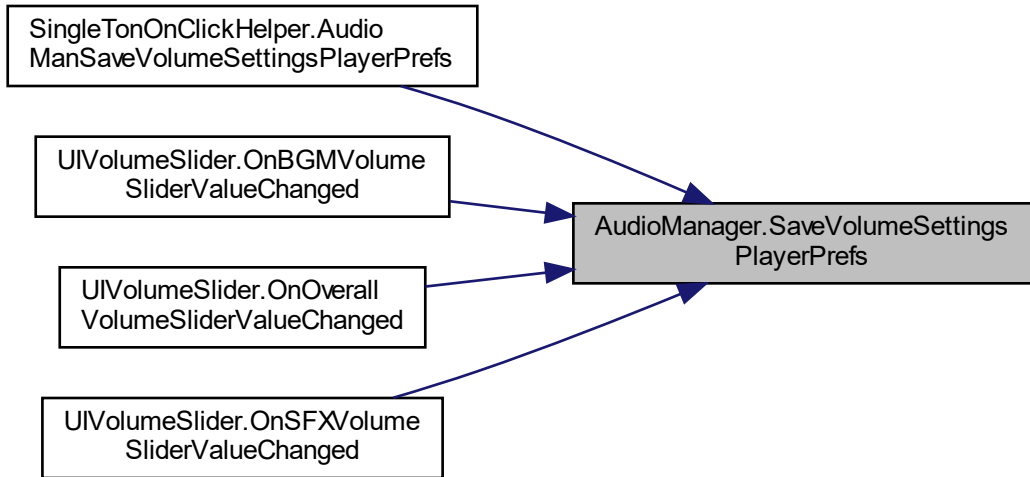 SingleTonOnClickHelper.Audio
ManSaveVolumeSettingsPlayerPrefs
UIVolumeSlider.OnBGMVolume
SliderValueChanged
AudioManager.SaveVolumeSettings
PlayerPrefs
UIVolumeSlider.OnOverall
VolumeSliderValueChanged
UIVolumeSlider.OnSFXVolume
SliderValueChanged